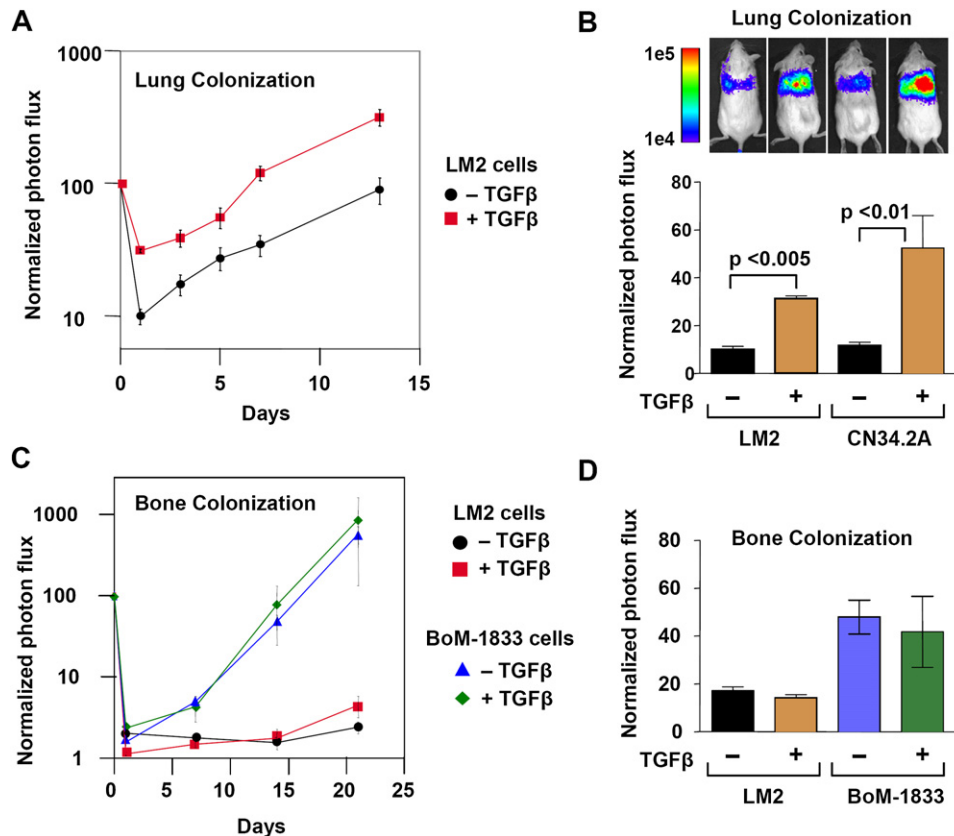 A
1000
100
10
Normalized photon flux
Lung Colonization
0
5
10
15
Days
LM2 cells
– TGFβ
+ TGFβ
B
Lung Colonization
1e5
1e4
80
60
40
20
0
Normalized photon flux
p <0.005
p <0.01
TGFβ
– + – +
LM2
CN34.2A
C
1000
100
10
1
Normalized photon flux
Bone Colonization
0
5
10
15
20
25
Days
LM2 cells
– TGFβ
+ TGFβ
BoM-1833 cells
– TGFβ
+ TGFβ
D
Bone Colonization
80
60
40
20
0
Normalized photon flux
TGFβ
– + – +
LM2
BoM-1833